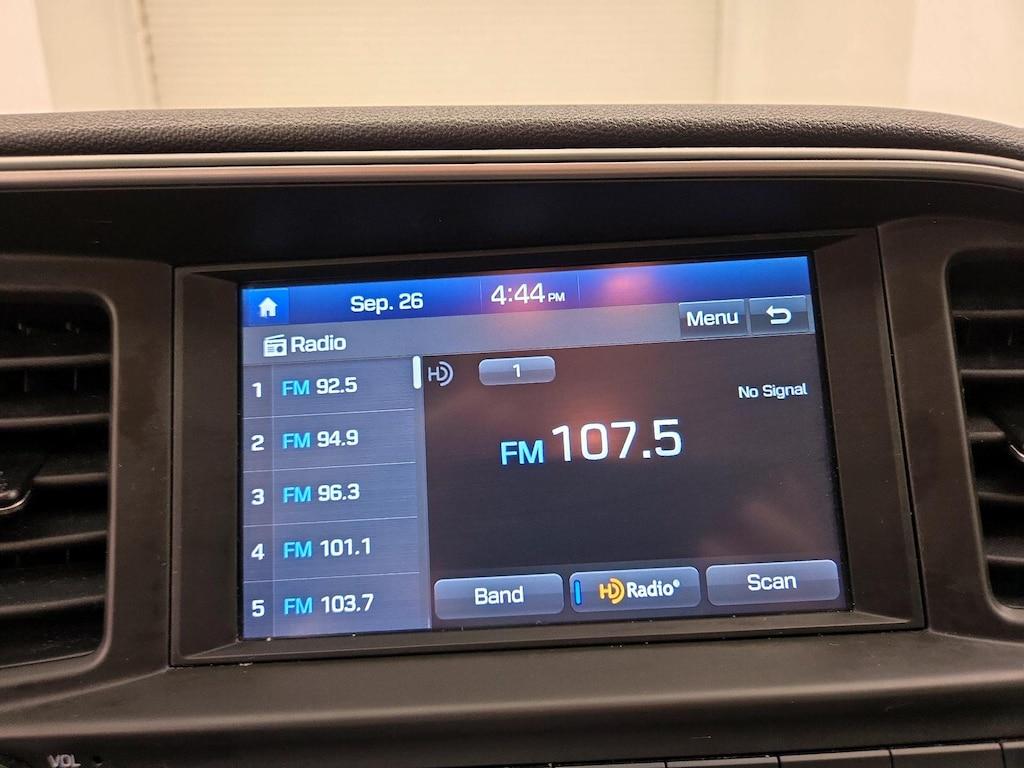 Sep. 26 4:44 PM
Radio Menu
1 FM 92.5
2 FM 94.9
3 FM 96.3
4 FM 101.1
5 FM 103.7
HD 1
No Signal
FM 107.5
Band HD Radio® Scan
VOL